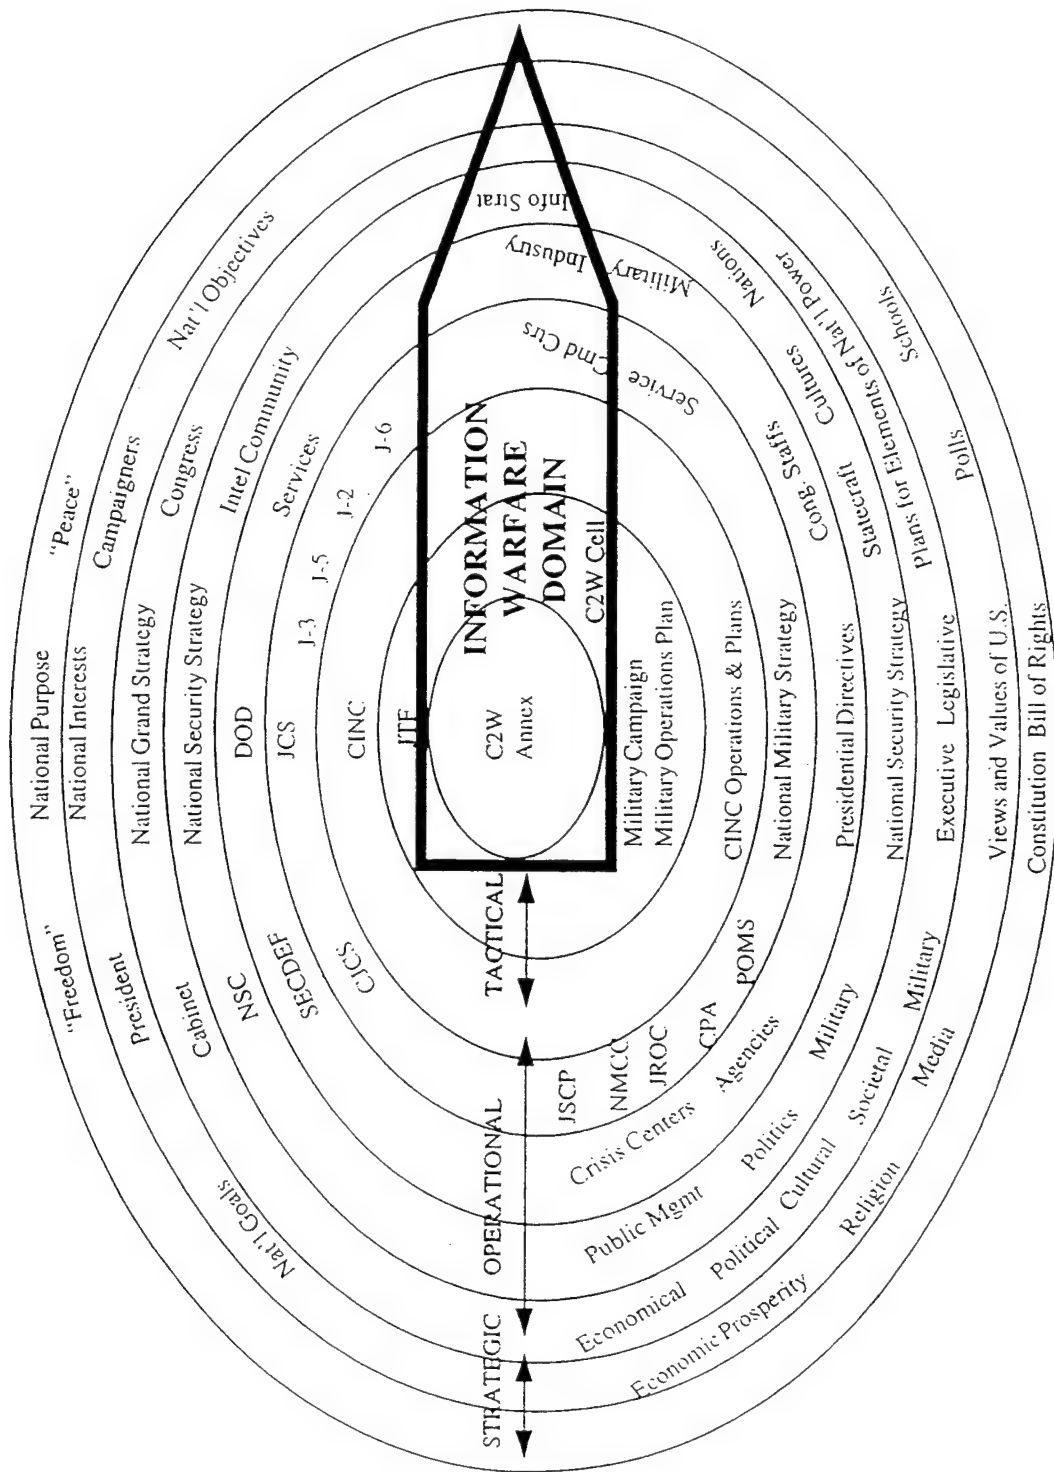 "Freedom"
National Purpose
"Peace"
National Interests
Nat'l Goals
President
Campaigners
Nat'l Objectives
National Grand Strategy
Cabinet
Congress
National Security Strategy
NSC
DOD
Intel Community
SECDEF
JCS
Services
CJCS
CINC
J-3
J-5
J-2
J-6
JTF
STRATEGIC
OPERATIONAL
TACTICAL
C2W
Annex
INFORMATION
WARFARE
DOMAIN
C2W Cell
Service Cmd Ctrs
Military Industry
Info Strat
Military Campaign
Military Operations Plan
JSCP
NMCC
JROC
CPA
POMS
CINC Operations & Plans
Crisis Centers
Agencies
National Military Strategy
Cong. Staffs
Public Mgmt
Politics
Military
Presidential Directives
Statecraft
Cultures
Nations
Economical
Political
Cultural
Societal
Military
National Security Strategy
Plans for Elements of Nat'l Power
Executive Legislative
Economic Prosperity
Religion
Media
Views and Values of U.S.
Polls
Schools
Constitution Bill of Rights